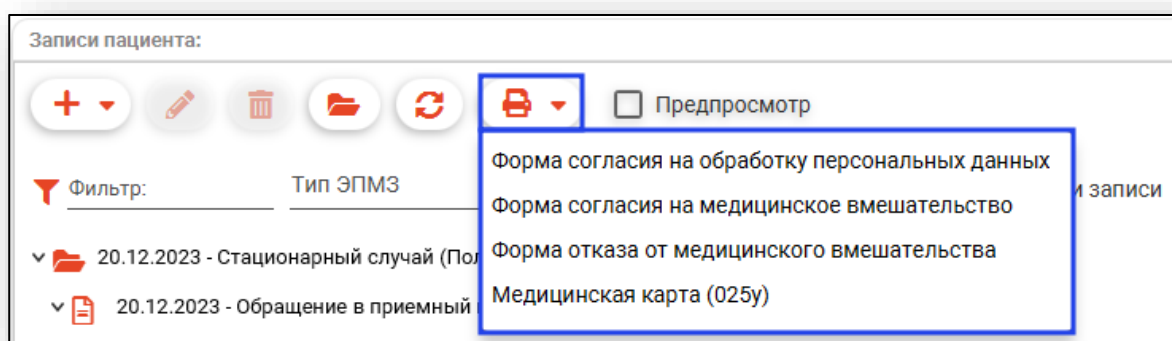 Записи пациента:
Предпросмотр
Форма согласия на обработку персональных данных
Фильтр:
Тип ЭПМЗ
и записи
Форма согласия на медицинское вмешательство
20.12.2023 - Стационарный случай (Пол
Форма отказа от медицинского вмешательства
20.12.2023 - Обращение в приемный
Медицинская карта (025у)